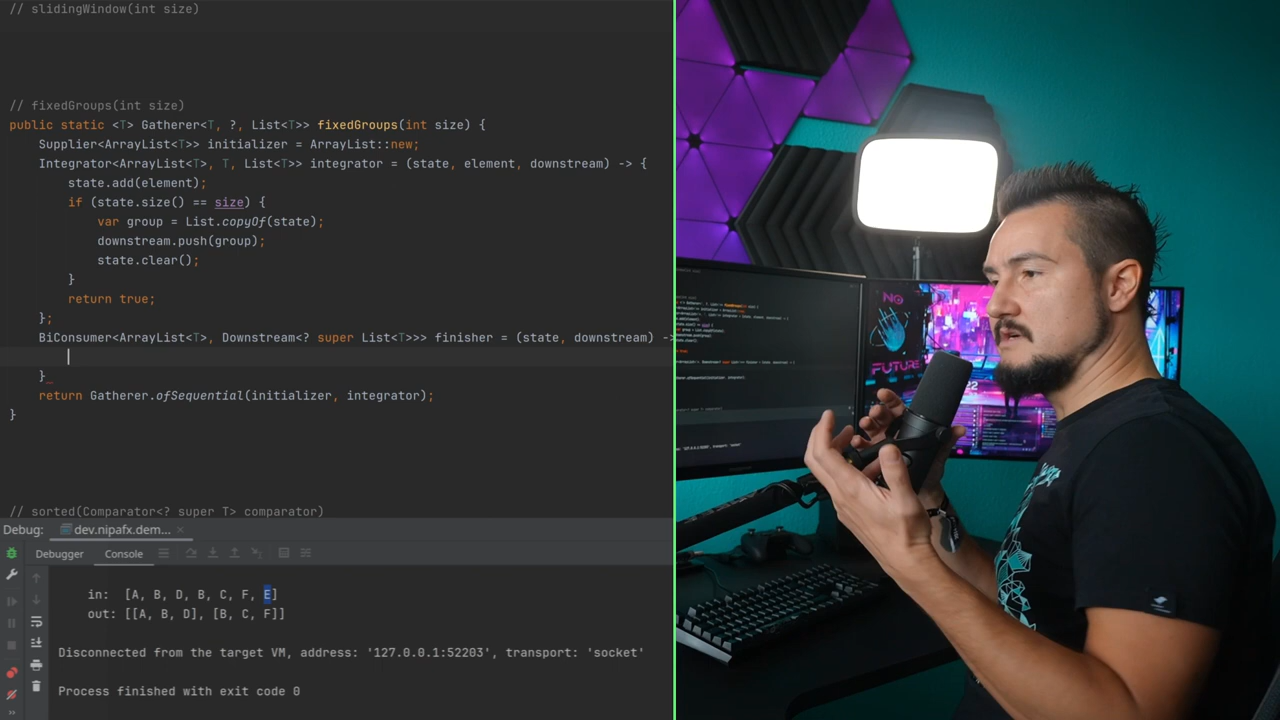 // slidingWindow(int size)
// fixedGroups(int size)
public static <T> Gatherer<T, ?, List<T>> fixedGroups(int size) {
Supplier<ArrayList<T>> initializer = ArrayList::new;
Integrator<ArrayList<T>, T, List<T>> integrator = (state, element, downstream) -> {
state.add(element);
if (state.size() == size) {
var group = List.copyOf(state);
downstream.push(group);
state.clear();
}
return true;
};
BiConsumer<ArrayList<T>, Downstream<? super List<T>>> finisher = (state, downstream) ->
}
return Gatherer.ofSequential(initializer, integrator);
}
// sorted(Comparator<? super T> comparator)
Debug: dev.nipafx.dem... ×
Debugger Console
in: [A, B, D, B, C, F, E]
out: [[A, B, D], [B, C, F]]
Disconnected from the target VM, address: '127.0.0.1:52203', transport: 'socket'
Process finished with exit code 0
NO
FUTURE